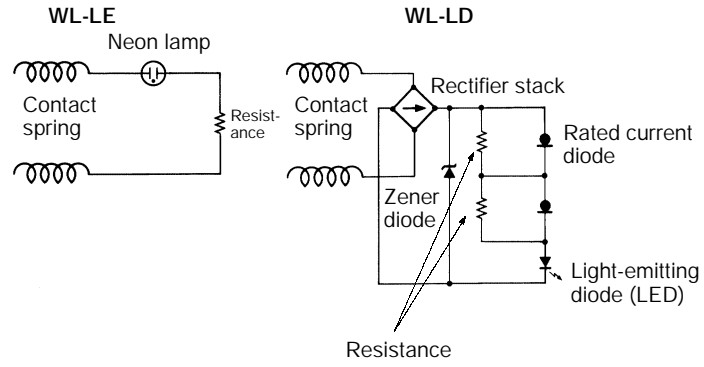 WL-LE
Neon lamp
Contact
spring
Resist-
ance
WL-LD
Rectifier stack
Contact
spring
Rated current
diode
Zener
diode
Light-emitting
diode (LED)
Resistance